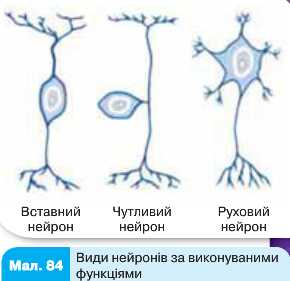 Вставний Чутливий Руховий
нейрон нейрон нейрон
Мал. 84 Види нейронів за виконуваними
функціями